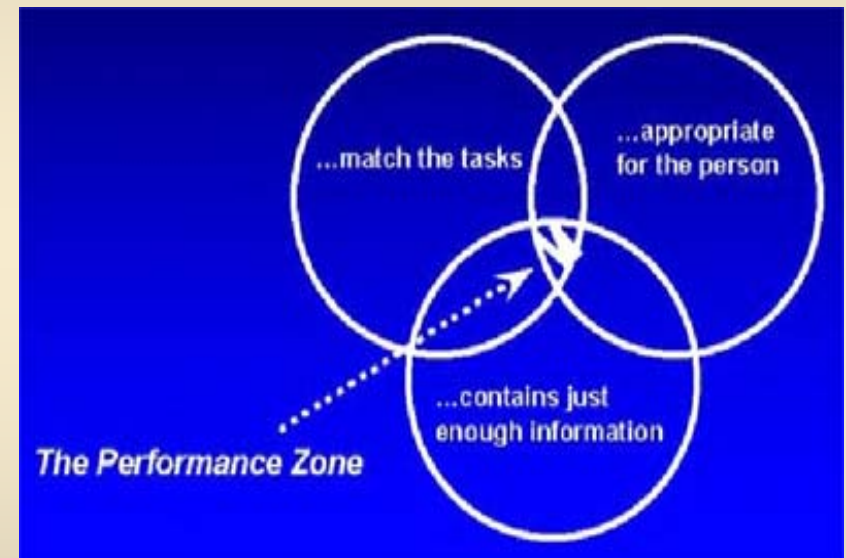 ...match the tasks
...appropriate
for the person
...contains just
enough information
The Performance Zone